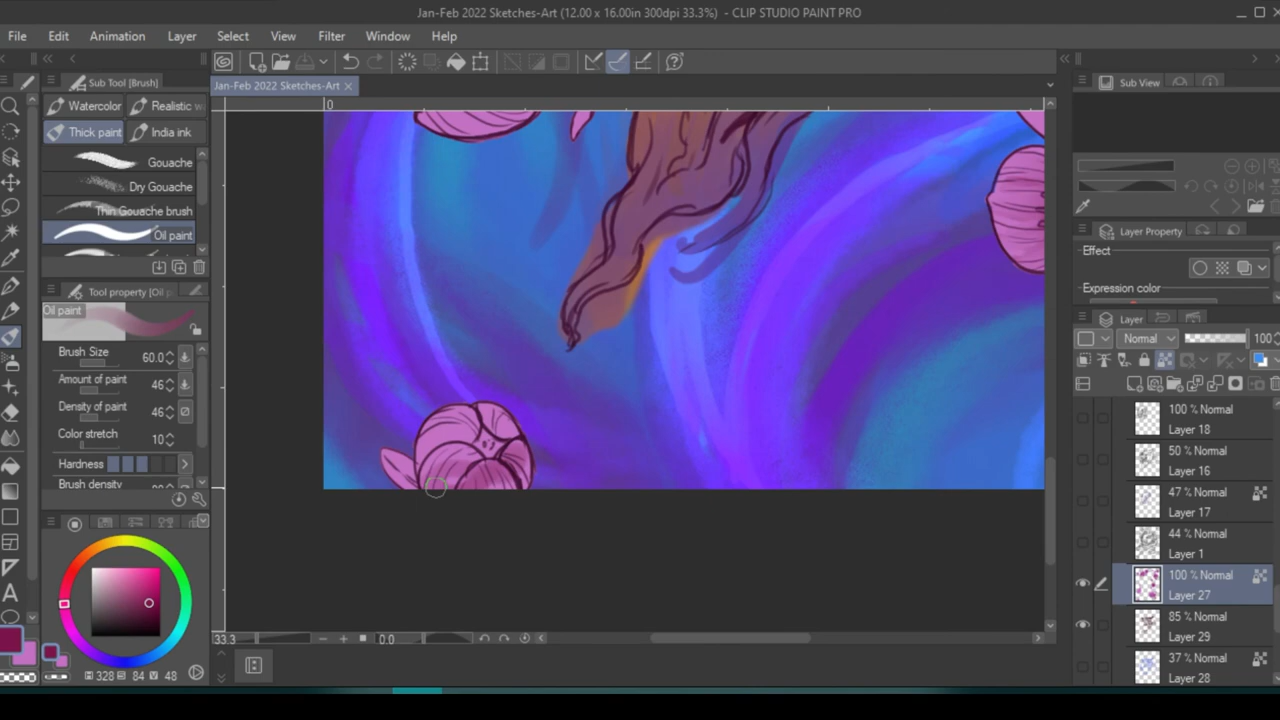 Jan-Feb 2022 Sketches-Art (12.00 x 16.00in 300dpi 33.3%) - CLIP STUDIO PAINT PRO
File Edit Animation Layer Select View Filter Window Help
Sub Tool [Brush]
Jan-Feb 2022 Sketches-Art
Sub View
Watercolor
Realistic w
Thick paint
India ink
0
Gouache
Dry Gouache
Thin Gouache brush
Oil paint
Tool property [Oil p
Oil paint
Brush Size 60.0
Amount of paint 46
Density of paint 46
Color stretch 10
Hardness
Brush density
H 328 S 84 V 48
33.3
0.0
Layer Property
Effect
Expression color
Layer
Normal 100
100 % Normal
Layer 18
50 % Normal
Layer 16
47 % Normal
Layer 17
44 % Normal
Layer 1
100 % Normal
Layer 27
85 % Normal
Layer 29
37 % Normal
Layer 28